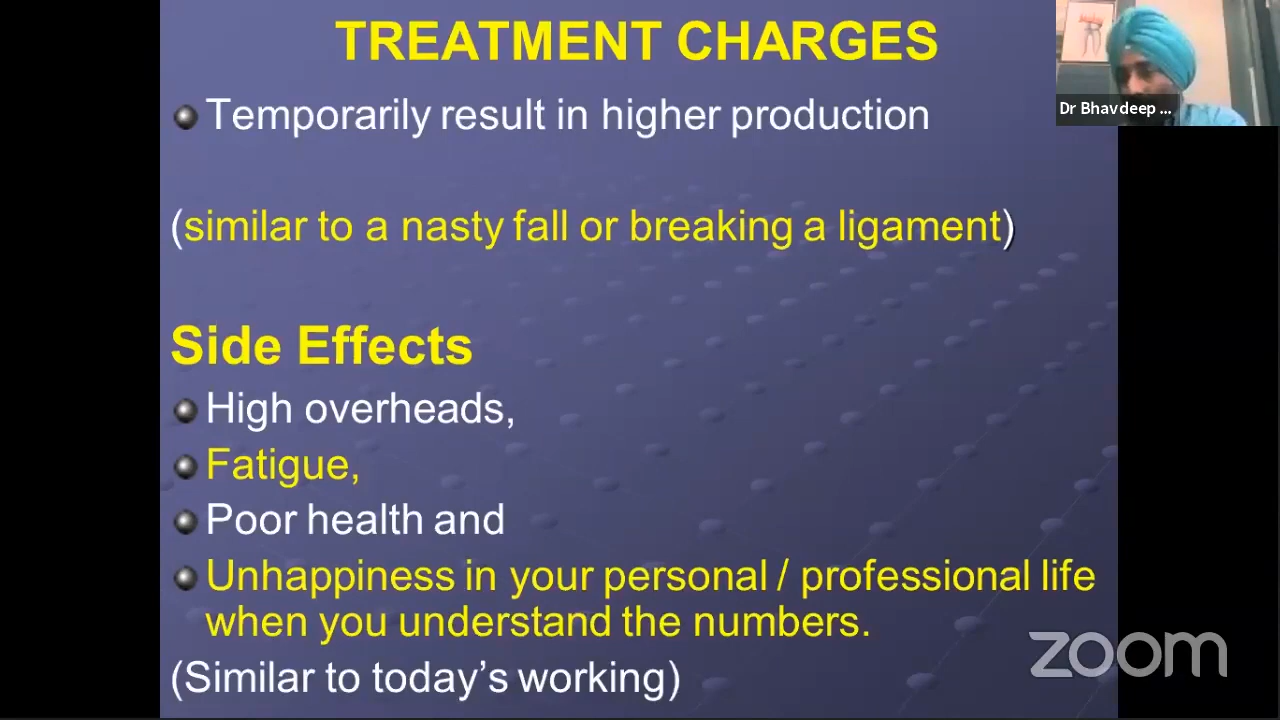 TREATMENT CHARGES
Temporarily result in higher production
(similar to a nasty fall or breaking a ligament)
Side Effects
High overheads,
Fatigue,
Poor health and
Unhappiness in your personal / professional life
when you understand the numbers.
(Similar to today’s working)
Dr Bhavdeep ...
zoom